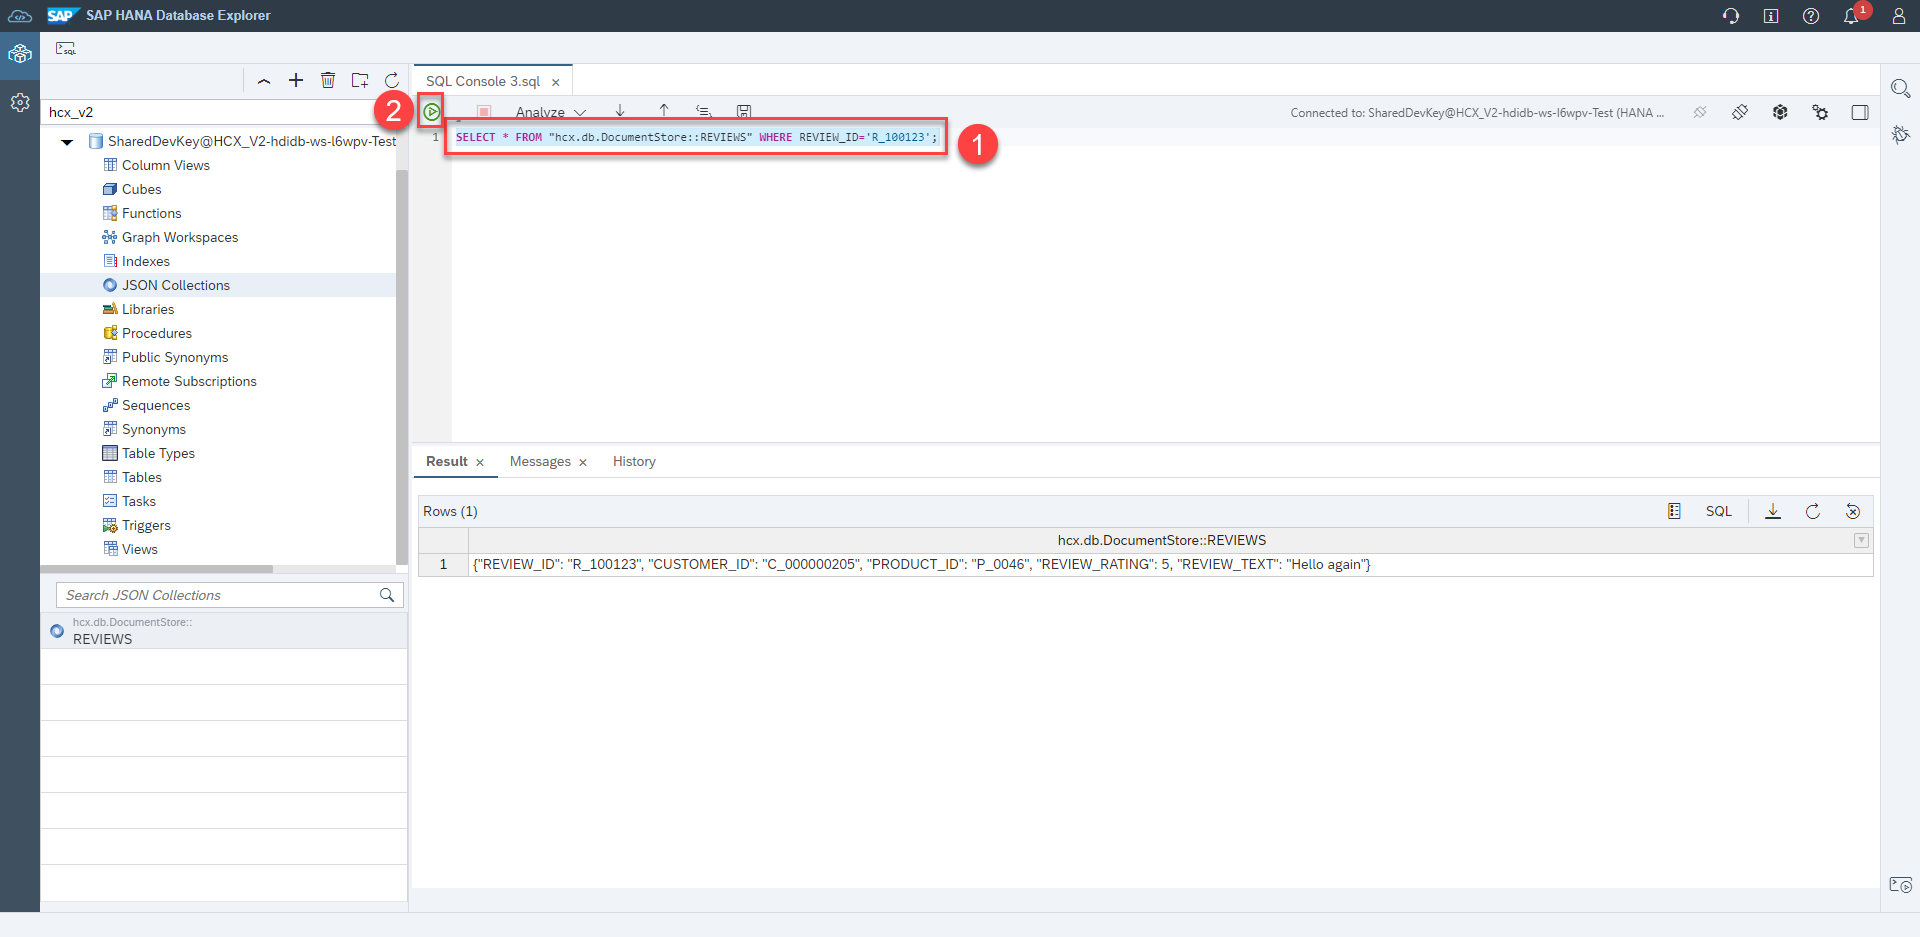 SAP SAP HANA Database Explorer
1
SQL
SQL Console 3.sql
hcx_v2
2
Analyze
Connected to: SharedDevKey@HCX_V2-hdidb-ws-l6wpv-Test (HANA ...
SharedDevKey@HCX_V2-hdidb-ws-l6wpv-Test
1 SELECT * FROM "hcx.db.DocumentStore::REVIEWS" WHERE REVIEW_ID='R_100123';
1
Column Views
Cubes
Functions
Graph Workspaces
Indexes
JSON Collections
Libraries
Procedures
Public Synonyms
Remote Subscriptions
Sequences
Synonyms
Table Types
Tables
Tasks
Triggers
Views
Search JSON Collections
hcx.db.DocumentStore::
REVIEWS
Result Messages History
Rows (1)
SQL
hcx.db.DocumentStore::REVIEWS
1 {"REVIEW_ID": "R_100123", "CUSTOMER_ID": "C_000000205", "PRODUCT_ID": "P_0046", "REVIEW_RATING": 5, "REVIEW_TEXT": "Hello again"}